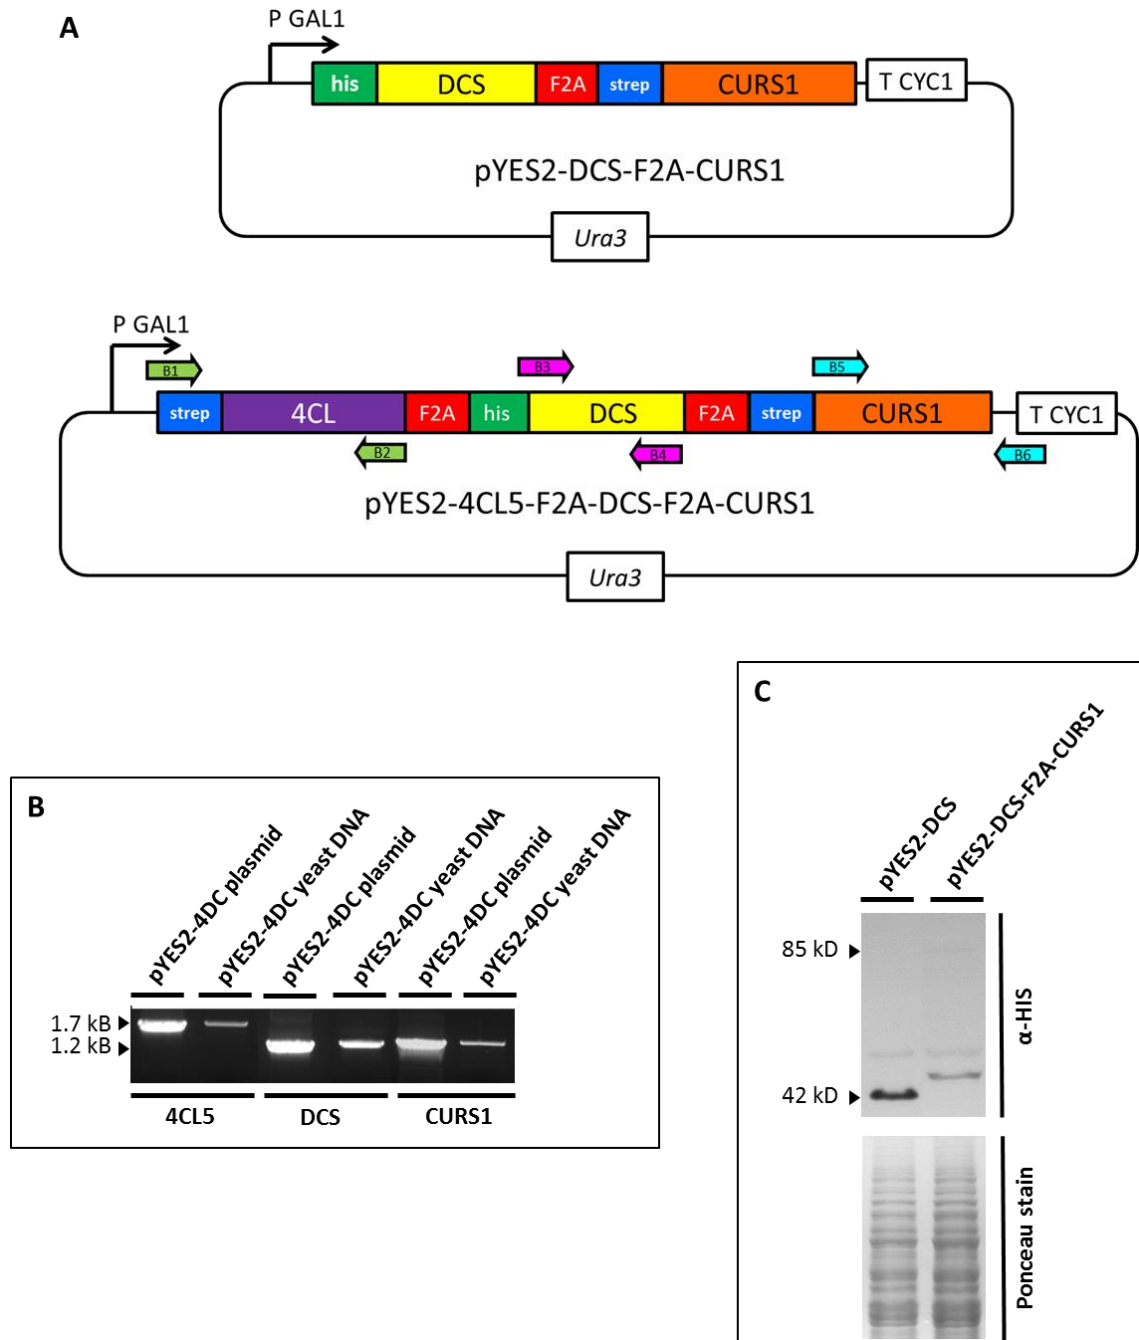 A
P GAL1
his DCS F2A strep CURS1 T CYC1
pYES2-DCS-F2A-CURS1
Ura3
P GAL1
B1 B3 B5
strep 4CL F2A his DCS F2A strep CURS1 T CYC1
B2 B4 B6
pYES2-4CL5-F2A-DCS-F2A-CURS1
Ura3
B
pYES2-4DC plasmid
pYES2-4DC yeast DNA
pYES2-4DC plasmid
pYES2-4DC yeast DNA
pYES2-4DC plasmid
pYES2-4DC yeast DNA
1.7 kB
1.2 kB
4CL5 DCS CURS1
C
pYES2-DCS
pYES2-DCS-F2A-CURS1
85 kD
42 kD
α-HIS
Ponceau stain